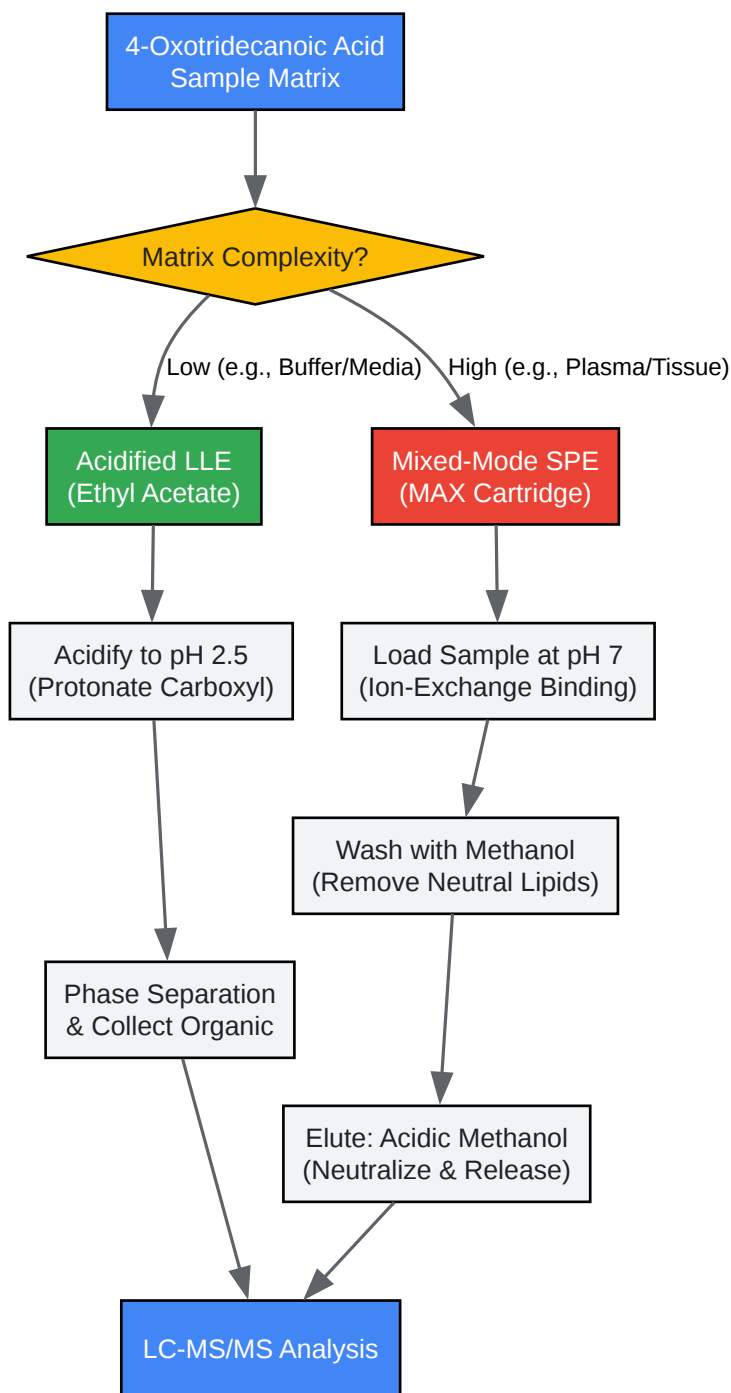 4-Oxotridecanoic Acid
Sample Matrix
Matrix Complexity?
Low (e.g., Buffer/Media)
High (e.g., Plasma/Tissue)
Acidified LLE
(Ethyl Acetate)
Mixed-Mode SPE
(MAX Cartridge)
Acidify to pH 2.5
(Protonate Carboxyl)
Load Sample at pH 7
(Ion-Exchange Binding)
Wash with Methanol
(Remove Neutral Lipids)
Phase Separation
& Collect Organic
Elute: Acidic Methanol
(Neutralize & Release)
LC-MS/MS Analysis